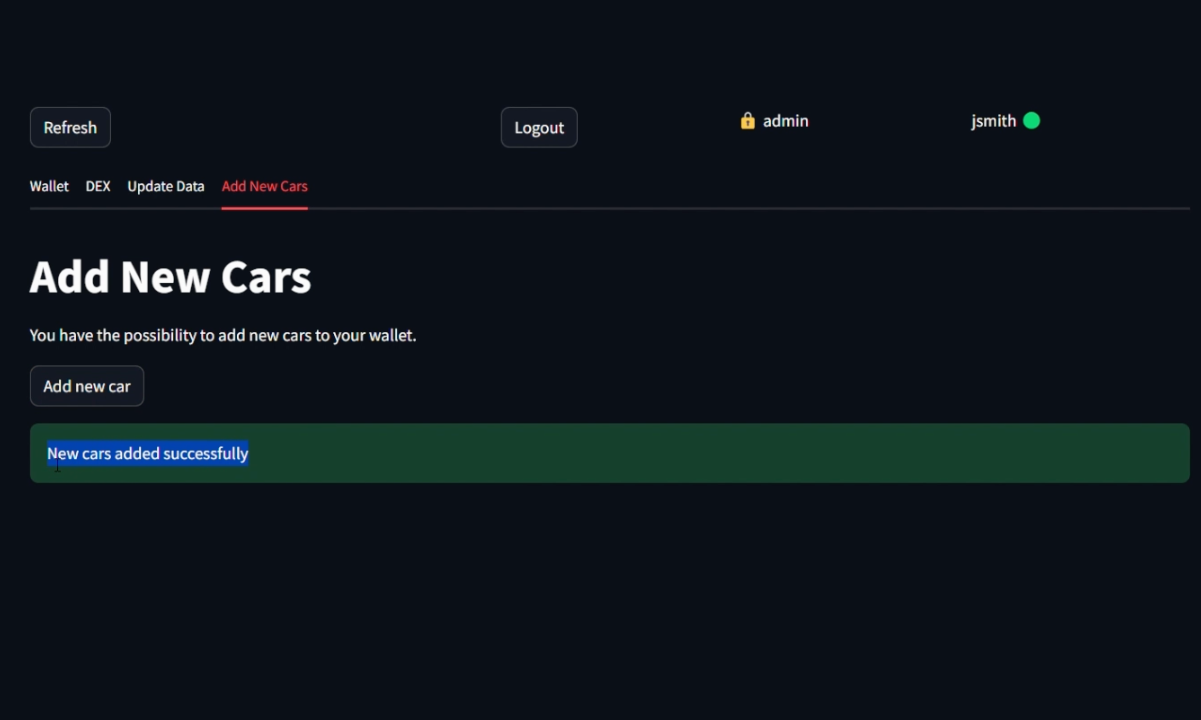 Refresh
Logout
admin
jsmith
Wallet DEX Update Data Add New Cars
Add New Cars
You have the possibility to add new cars to your wallet.
Add new car
New cars added successfully